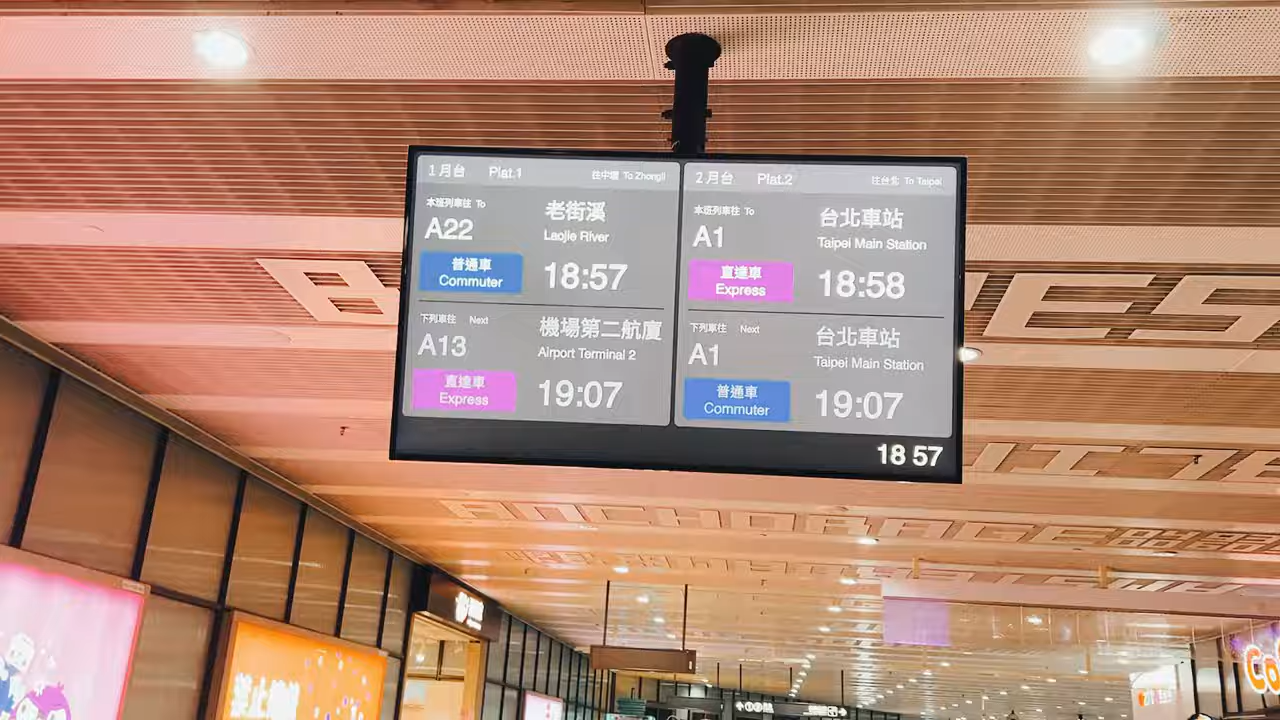 1月台 Plat.1 往中壢 To Zhongli
本班列車往 To
A22
老街溪
Laojie River
普通車
Commuter
18:57
下列車往 Next
A13
機場第二航廈
Airport Terminal 2
直達車
Express
19:07
2月台 Plat.2 往台北 To Taipei
本班列車往 To
A1
台北車站
Taipei Main Station
直達車
Express
18:58
下列車往 Next
A1
台北車站
Taipei Main Station
普通車
Commuter
19:07
18 57
ANCHORAGE